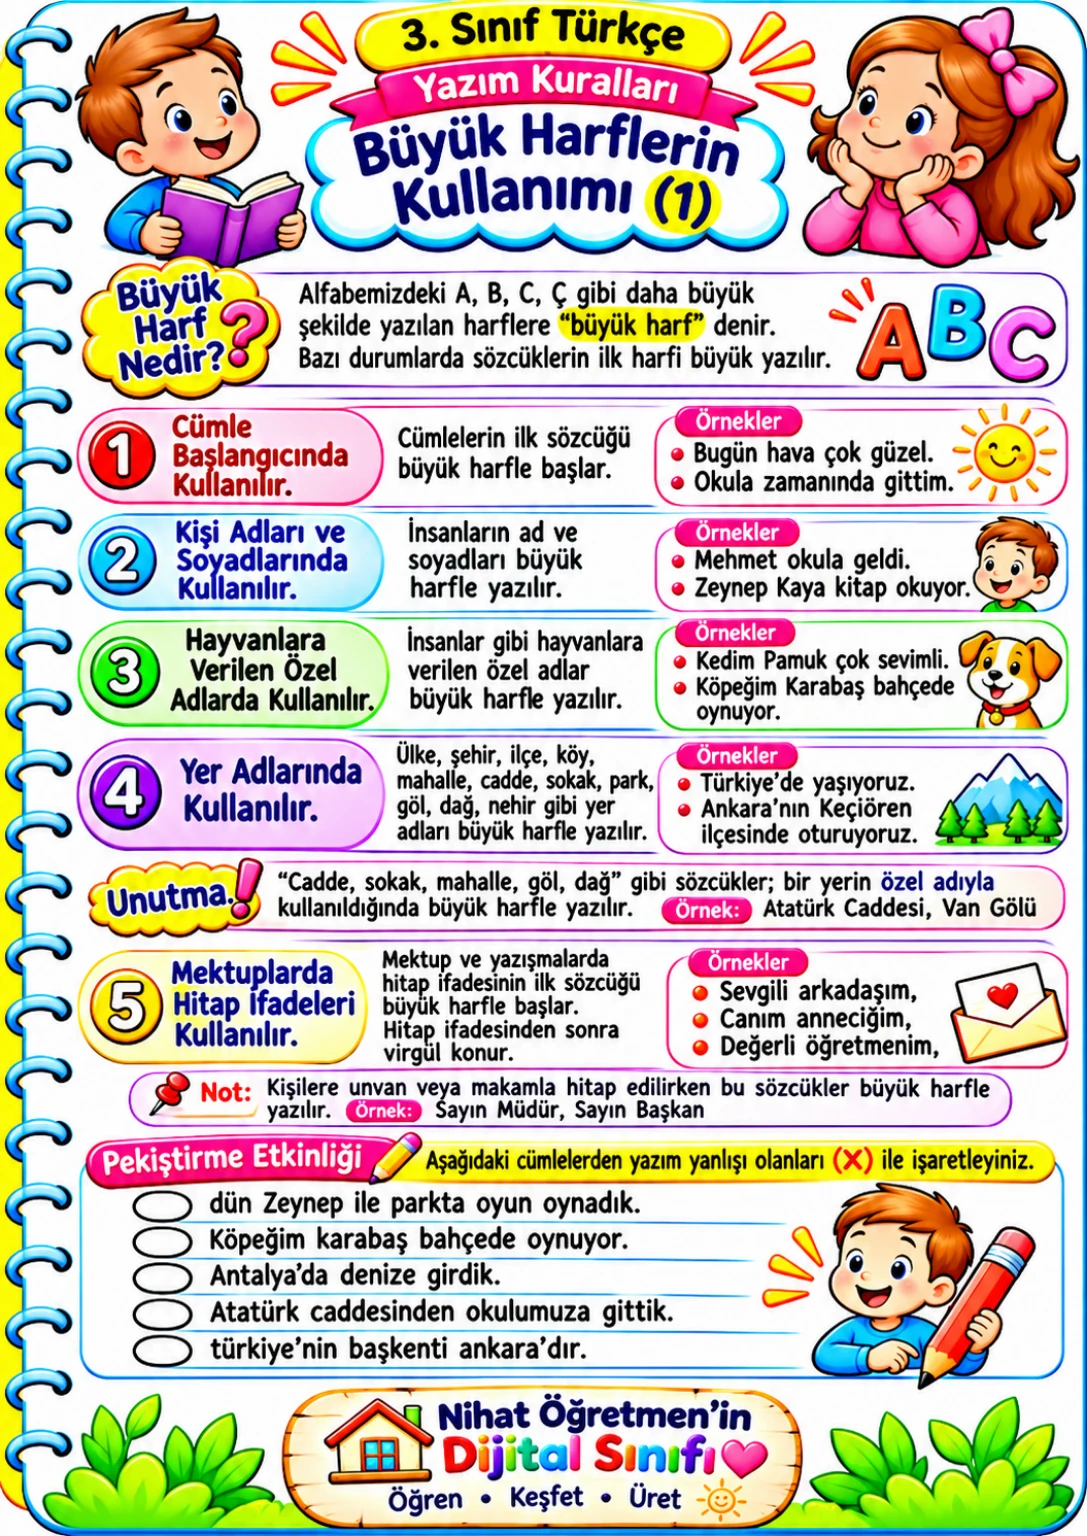 3. Sınıf Türkçe
Yazım Kuralları
Büyük Harflerin
Kullanımı (1)
Büyük
Harf
Nedir?
Alfabemizdeki A, B, C, Ç gibi daha büyük
şekilde yazılan harflere “büyük harf” denir.
Bazı durumlarda sözcüklerin ilk harfi büyük yazılır.
ABC
1
Cümle
Başlangıcında
Kullanılır.
Cümlelerin ilk sözcüğü
büyük harfle başlar.
Örnekler
Bugün hava çok güzel.
Okula zamanında gittim.
2
Kişi Adları ve
Soyadlarında
Kullanılır.
İnsanların ad ve
soyadları büyük
harfle yazılır.
Örnekler
Mehmet okula geldi.
Zeynep Kaya kitap okuyor.
3
Hayvanlara
Verilen Özel
Adlarda Kullanılır.
İnsanlar gibi hayvanlara
verilen özel adlar
büyük harfle yazılır.
Örnekler
Kedim Pamuk çok sevimli.
Köpeğim Karabaş bahçede
oynuyor.
4
Yer Adlarında
Kullanılır.
Ülke, şehir, ilçe, köy,
mahalle, cadde, sokak, park,
göl, dağ, nehir gibi yer
adları büyük harfle yazılır.
Örnekler
Türkiye’de yaşıyoruz.
Ankara’nın Keçiören
ilçesinde oturuyoruz.
Unutma.!
“Cadde, sokak, mahalle, göl, dağ” gibi sözcükler; bir yerin özel adıyla
kullanıldığında büyük harfle yazılır. Örnek: Atatürk Caddesi, Van Gölü
5
Mektuplarda
Hitap İfadeleri
Kullanılır.
Mektup ve yazışmalarda
hitap ifadesinin ilk sözcüğü
büyük harfle başlar.
Hitap ifadesinden sonra
virgül konur.
Örnekler
Sevgili arkadaşım,
Canım anneciğim,
Değerli öğretmenim,
Not: Kişilere unvan veya makamla hitap edilirken bu sözcükler büyük harfle
yazılır. Örnek: Sayın Müdür, Sayın Başkan
Pekiştirme Etkinliği
Aşağıdaki cümlelerden yazım yanlışı olanları (X) ile işaretleyiniz.
dün Zeynep ile parkta oyun oynadık.
Köpeğim karabaş bahçede oynuyor.
Antalya’da denize girdik.
Atatürk caddesinden okulumuza gittik.
türkiye’nin başkenti ankara’dır.
Nihat Öğretmen’in
Dijital Sınıfı
Öğren • Keşfet • Üret